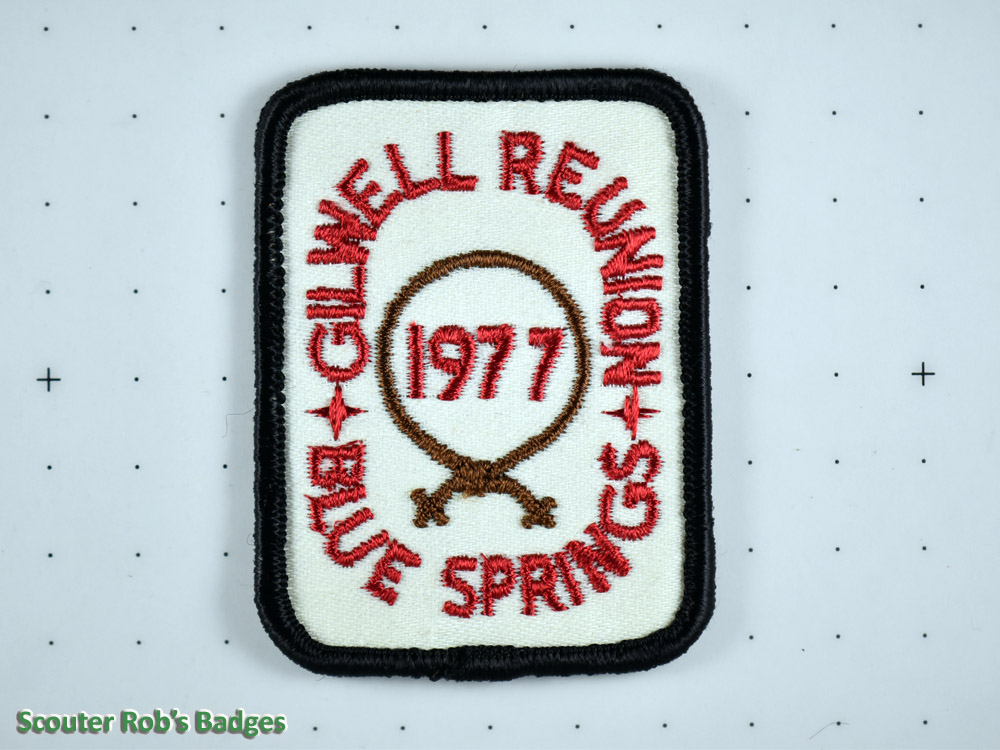 GILWELL REUNION
1977
BLUE SPRINGS
Scouter Rob's Badges